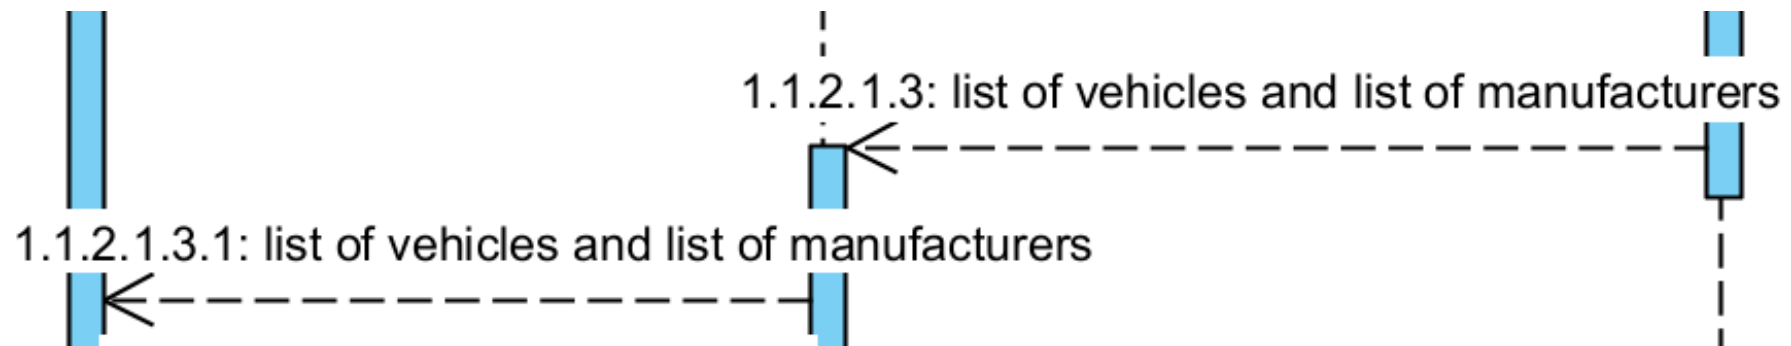 1.1.2.1.3: list of vehicles and list of manufacturers
1.1.2.1.3.1: list of vehicles and list of manufacturers